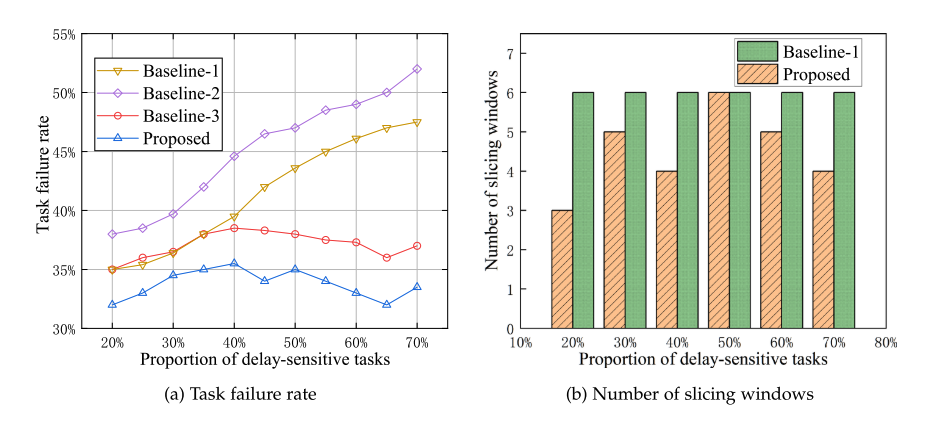 55%
50%
45%
40%
35%
30%
Task failure rate
Baseline-1
Baseline-2
Baseline-3
Proposed
20% 30% 40% 50% 60% 70%
Proportion of delay-sensitive tasks
(a) Task failure rate
7
6
5
4
3
2
1
0
Number of slicing windows
Baseline-1
Proposed
10% 20% 30% 40% 50% 60% 70% 80%
Proportion of delay-sensitive tasks
(b) Number of slicing windows